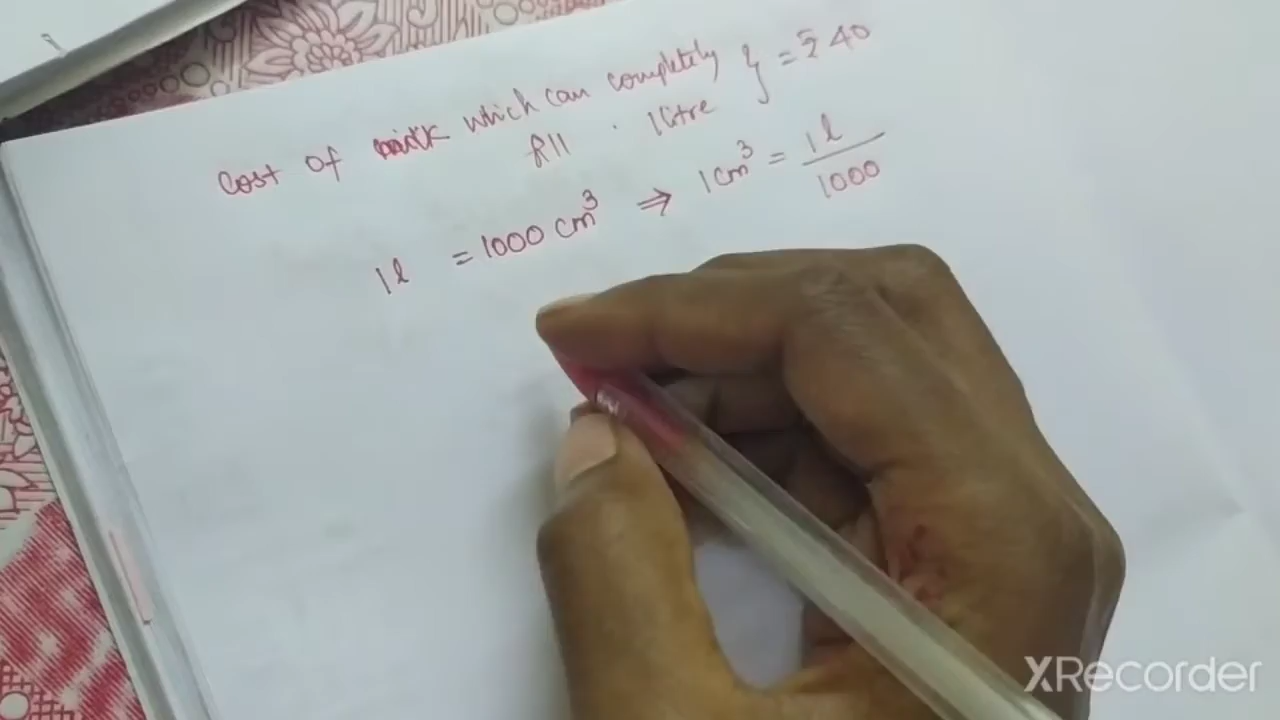 Cost of milk which can completely } = ₹ 40
fill 1 litre
1l = 1000 cm³ ⇒ 1cm³ = 1l/1000
XRecorder